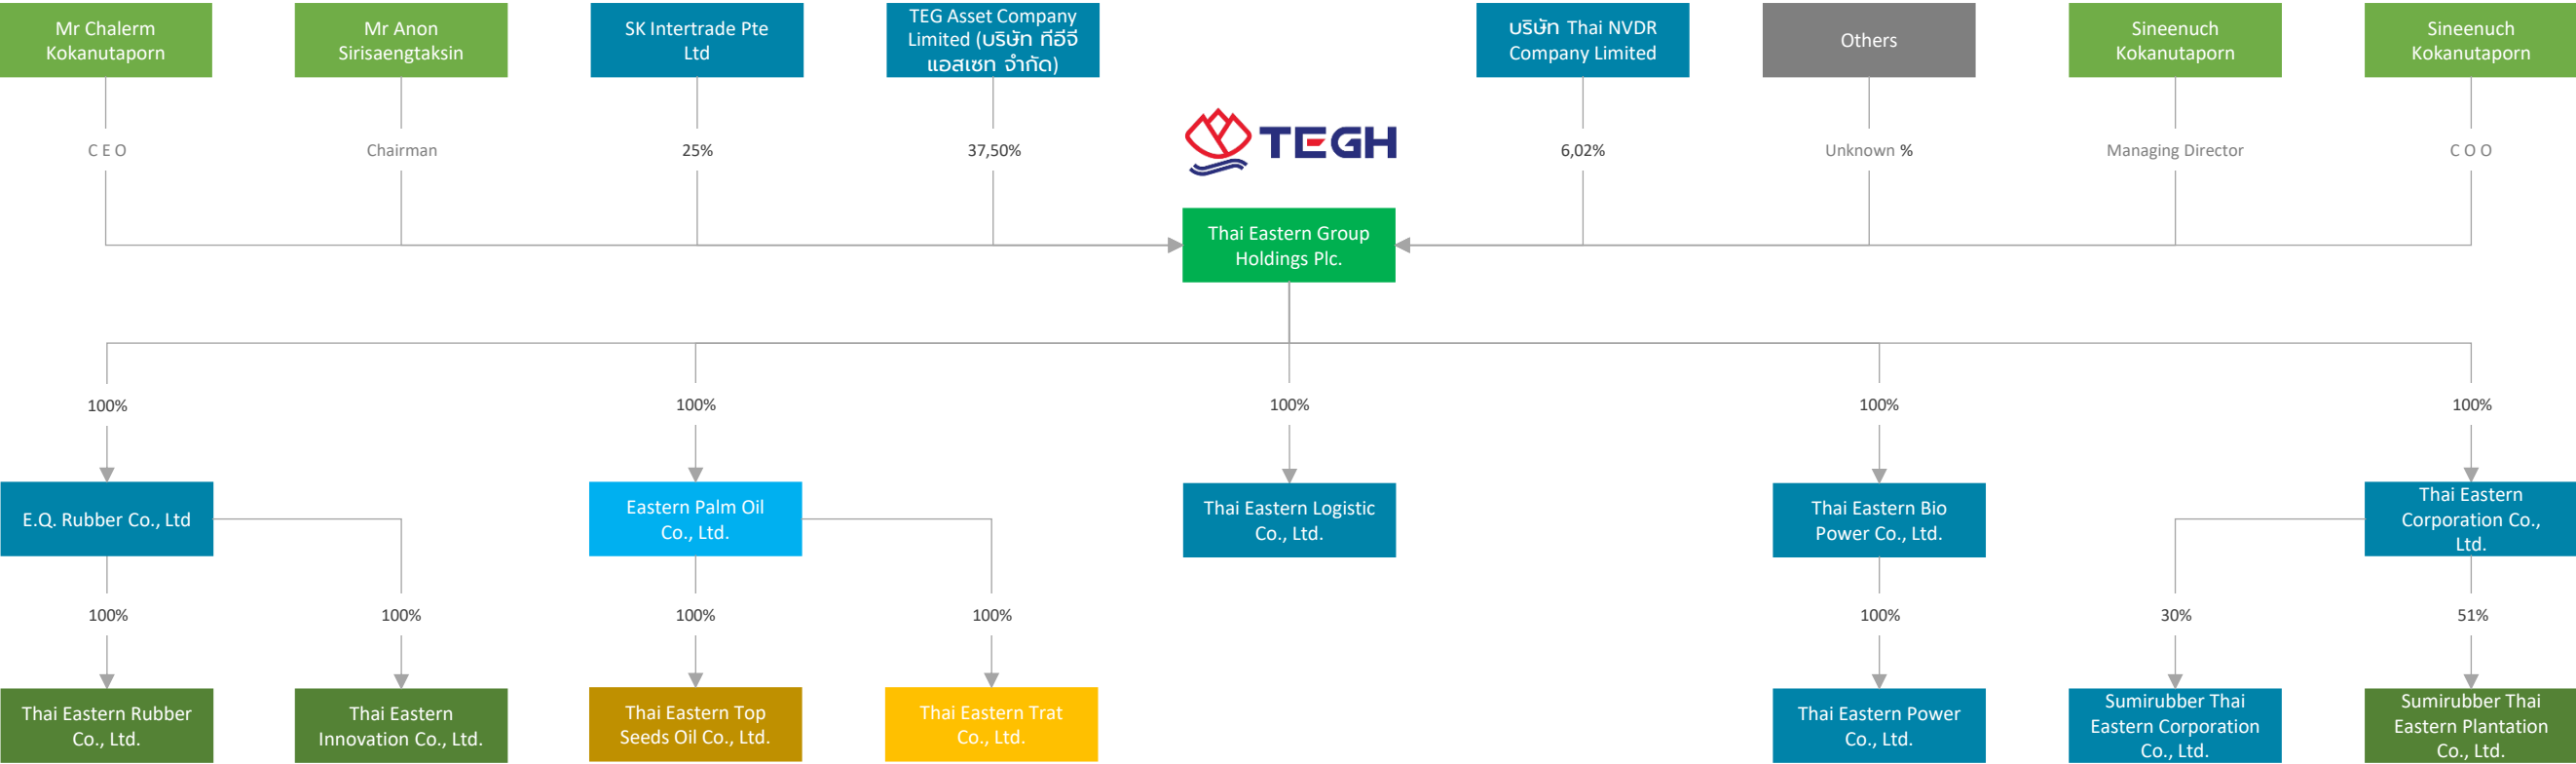 Mr Chalerm
Kokanutaporn
Mr Anon
Sirisaengtaksin
SK Intertrade Pte
Ltd
TEG Asset Company
Limited (บริษัท ทีอีจี
แอสเซท จำกัด)
บริษัท Thai NVDR
Company Limited
Others
Sineenuch
Kokanutaporn
Sineenuch
Kokanutaporn
C E O
Chairman
25%
37,50%
TEGH
6,02%
Unknown %
Managing Director
C O O
Thai Eastern Group
Holdings Plc.
100%
100%
100%
100%
100%
E.Q. Rubber Co., Ltd
Eastern Palm Oil
Co., Ltd.
Thai Eastern Logistic
Co., Ltd.
Thai Eastern Bio
Power Co., Ltd.
Thai Eastern
Corporation Co.,
Ltd.
100%
100%
100%
100%
100%
30%
51%
Thai Eastern Rubber
Co., Ltd.
Thai Eastern
Innovation Co., Ltd.
Thai Eastern Top
Seeds Oil Co., Ltd.
Thai Eastern Trat
Co., Ltd.
Thai Eastern Power
Co., Ltd.
Sumirubber Thai
Eastern Corporation
Co., Ltd.
Sumirubber Thai
Eastern Plantation
Co., Ltd.